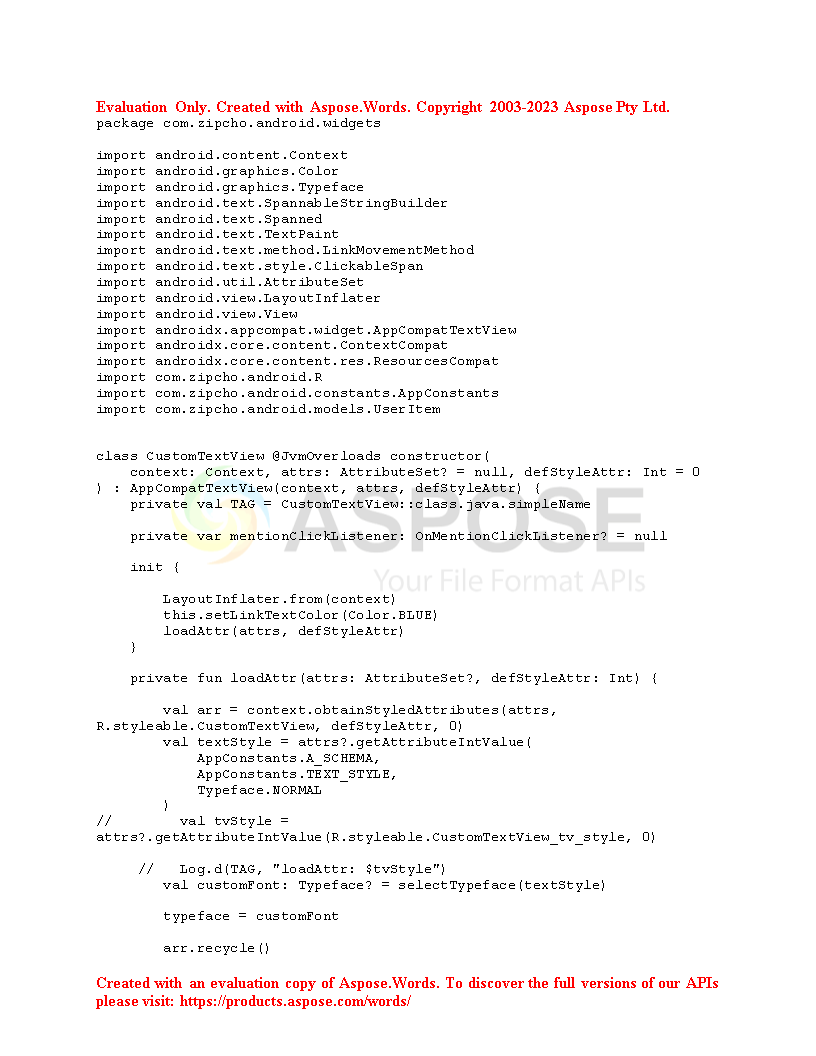 Evaluation Only. Created with Aspose.Words. Copyright 2003-2023 Aspose Pty Ltd.
package com.zipcho.android.widgets

import android.content.Context
import android.graphics.Color
import android.graphics.Typeface
import android.text.SpannableStringBuilder
import android.text.Spanned
import android.text.TextPaint
import android.text.method.LinkMovementMethod
import android.text.style.ClickableSpan
import android.util.AttributeSet
import android.view.LayoutInflater
import android.view.View
import androidx.appcompat.widget.AppCompatTextView
import androidx.core.content.ContextCompat
import androidx.core.content.res.ResourcesCompat
import com.zipcho.android.R
import com.zipcho.android.constants.AppConstants
import com.zipcho.android.models.UserItem

class CustomTextView @JvmOverloads constructor(
    context: Context, attrs: AttributeSet? = null, defStyleAttr: Int = 0
) : AppCompatTextView(context, attrs, defStyleAttr) {
    private val TAG = CustomTextView::class.java.simpleName
ASPOSE
    private var mentionClickListener: OnMentionClickListener? = null

    init {
Your File Format APIs
        LayoutInflater.from(context)
        this.setLinkTextColor(Color.BLUE)
        loadAttr(attrs, defStyleAttr)
    }

    private fun loadAttr(attrs: AttributeSet?, defStyleAttr: Int) {

        val arr = context.obtainStyledAttributes(attrs,
R.styleable.CustomTextView, defStyleAttr, 0)
        val textStyle = attrs?.getAttributeIntValue(
            AppConstants.A_SCHEMA,
            AppConstants.TEXT_STYLE,
            Typeface.NORMAL
        )
//        val tvStyle =
attrs?.getAttributeIntValue(R.styleable.CustomTextView_tv_style, 0)

     //   Log.d(TAG, "loadAttr: $tvStyle")
        val customFont: Typeface? = selectTypeface(textStyle)

        typeface = customFont

        arr.recycle()

Created with an evaluation copy of Aspose.Words. To discover the full versions of our APIs
please visit: https://products.aspose.com/words/